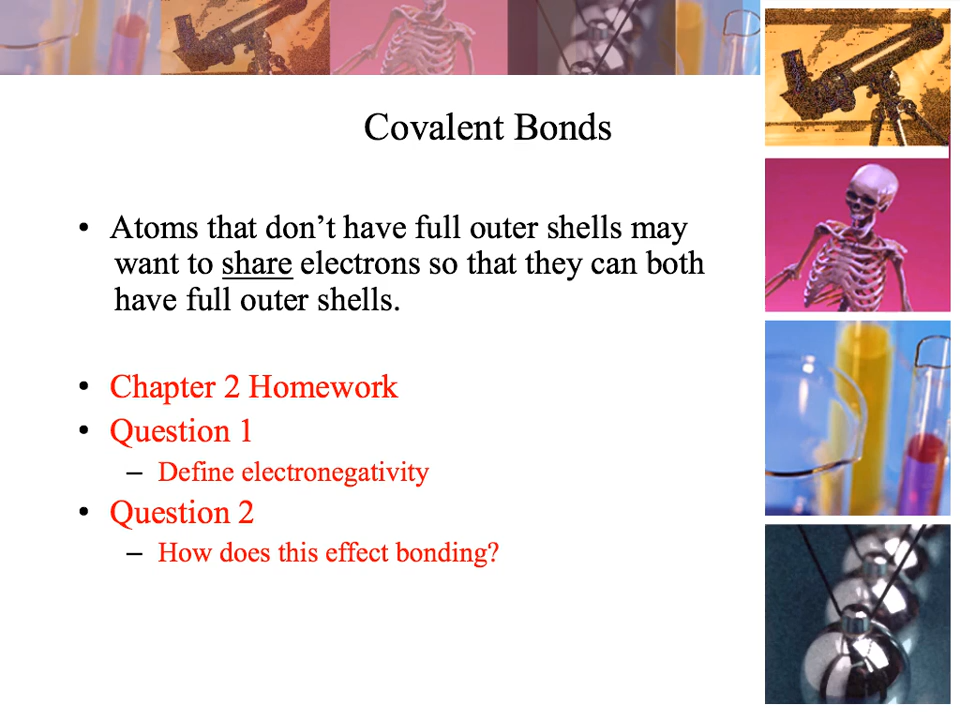 Covalent Bonds
• Atoms that don’t have full outer shells may
want to share electrons so that they can both
have full outer shells.
• Chapter 2 Homework
• Question 1
– Define electronegativity
• Question 2
– How does this effect bonding?